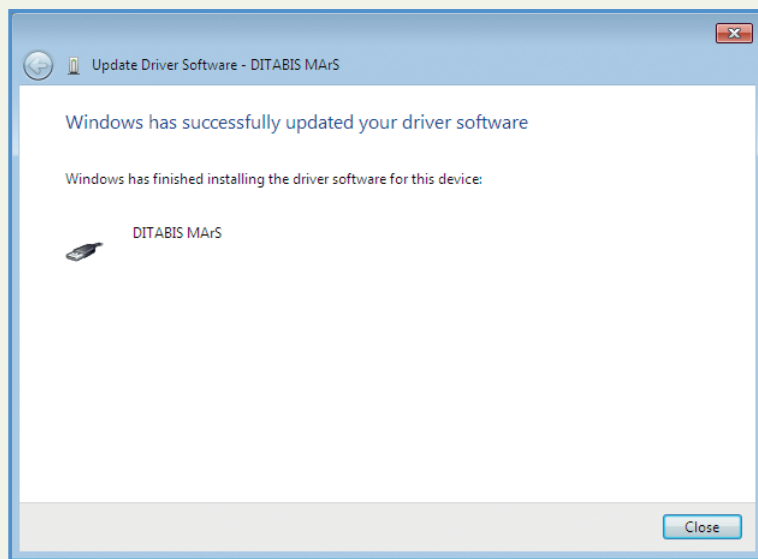 Update Driver Software - DITABIS MArS
Windows has successfully updated your driver software
Windows has finished installing the driver software for this device:
DITABIS MArS
Close